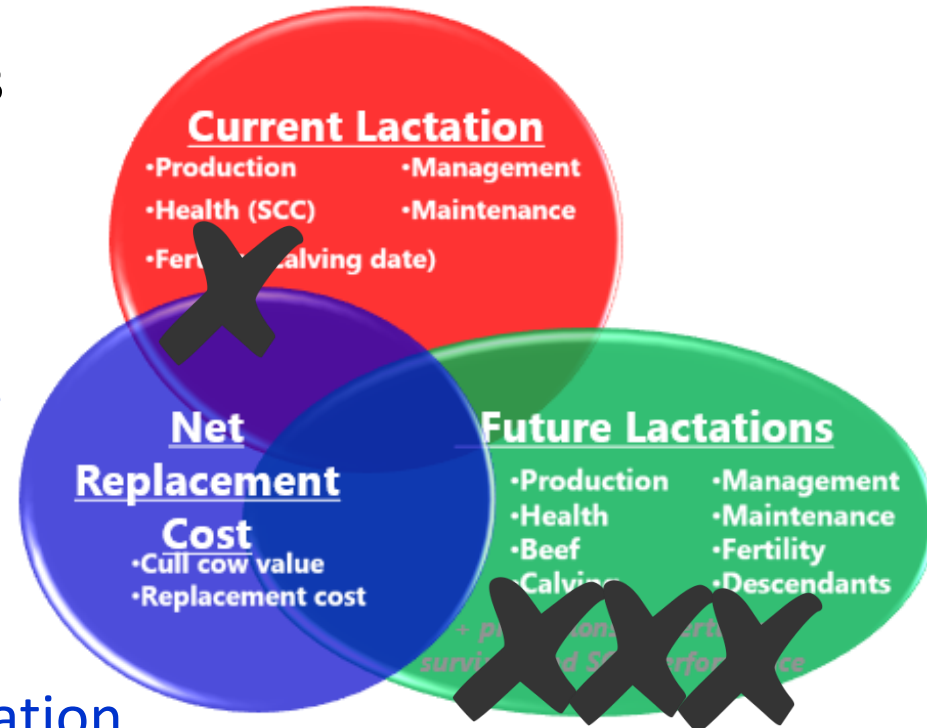 Current Lactation
•Production •Management
•Health (SCC) •Maintenance
alving date)
Net
Replacement
Cost
•Cull cow value
•Replacement cost
Future Lactations
•Production •Management
•Health •Maintenance
•Beef •Fertility
•Calving •Descendants
+
ation